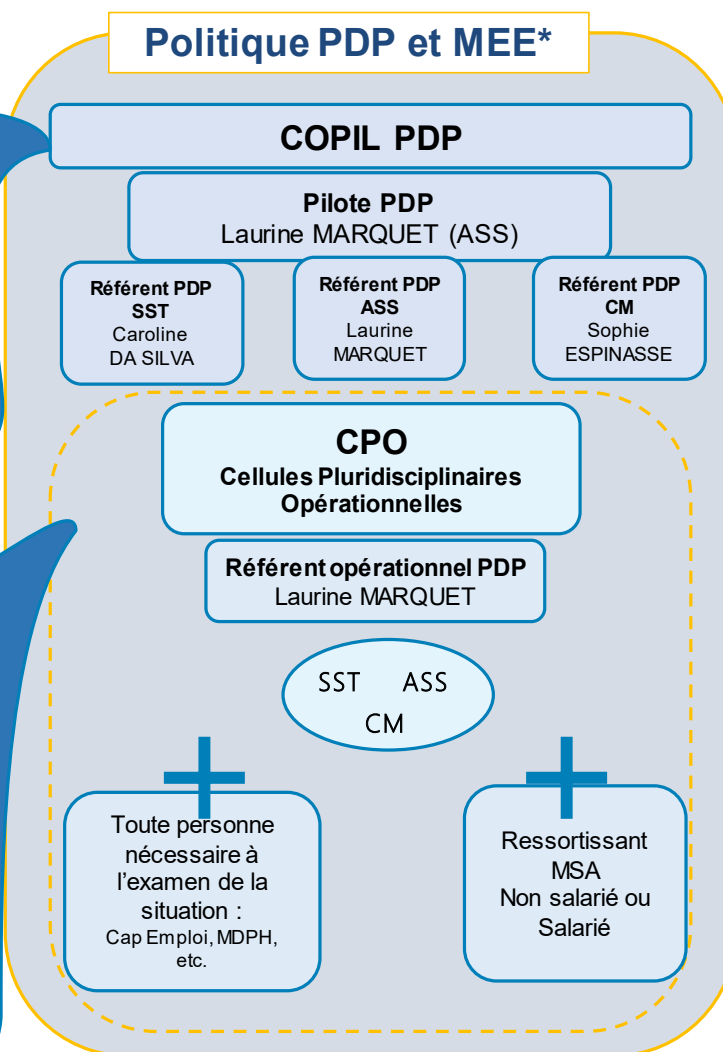 Politique PDP et MEE*
COPIL PDP
Pilote PDP
Laurine MARQUET (ASS)
Référent PDP
SST
Caroline
DA SILVA
Référent PDP
ASS
Laurine
MARQUET
Référent PDP
CM
Sophie
ESPINASSE
CPO
Cellules Pluridisciplinaires
Opérationnelles
Référent opérationnel PDP
Laurine MARQUET
SST ASS
CM
Toute personne
nécessaire à
l'examen de la
situation :
Cap Emploi, MDPH,
etc.
Ressortissant
MSA
Non salarié ou
Salarié